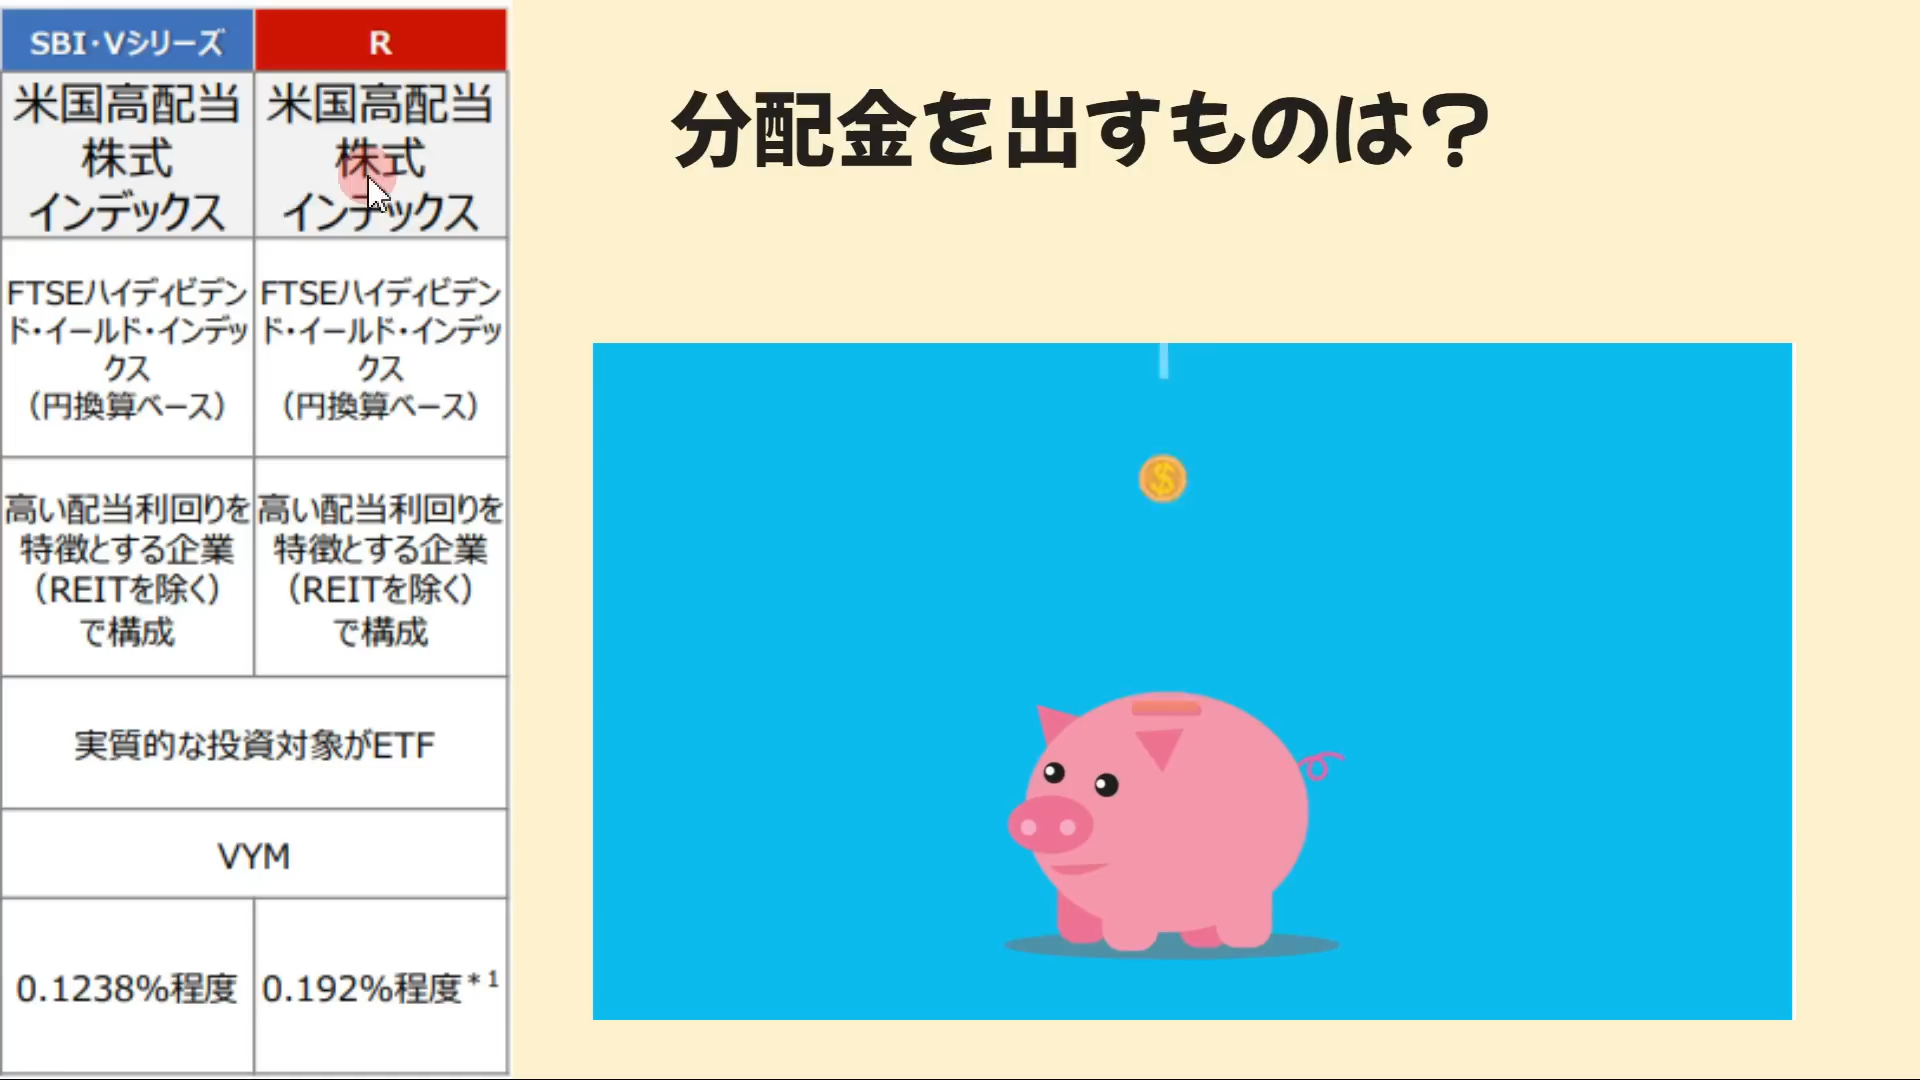 SBI・Vシリーズ
R
米国高配当
株式
インデックス
米国高配当
株式
インデックス
FTSEハイディビデン
ド・イールド・インデッ
クス
（円換算ベース）
FTSEハイディビデン
ド・イールド・インデッ
クス
（円換算ベース）
高い配当利回りを
特徴とする企業
（REITを除く）
で構成
高い配当利回りを
特徴とする企業
（REITを除く）
で構成
実質的な投資対象がETF
VYM
0.1238%程度
0.192%程度*1
分配金を出すものは？
$